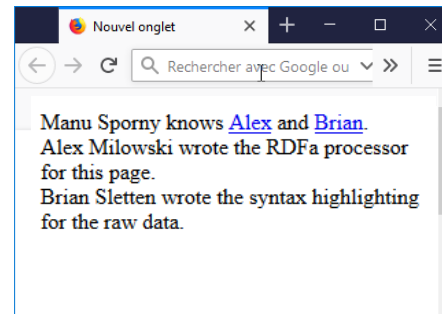 Nouvel onglet
Rechercher avec Google ou
Manu Sporny knows Alex and Brian.
Alex Milowski wrote the RDFa processor
for this page.
Brian Sletten wrote the syntax highlighting
for the raw data.